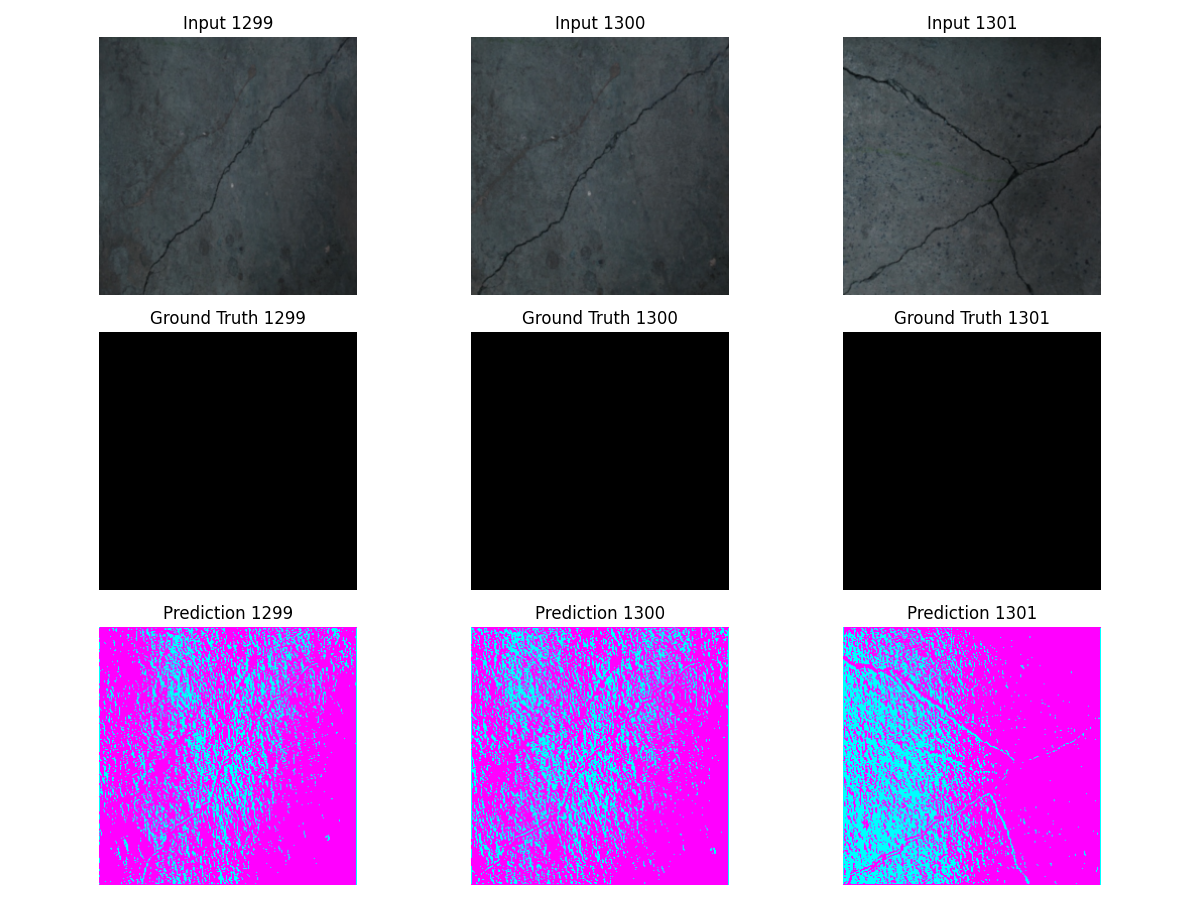 Input 1299
Input 1300
Input 1301
Ground Truth 1299
Ground Truth 1300
Ground Truth 1301
Prediction 1299
Prediction 1300
Prediction 1301